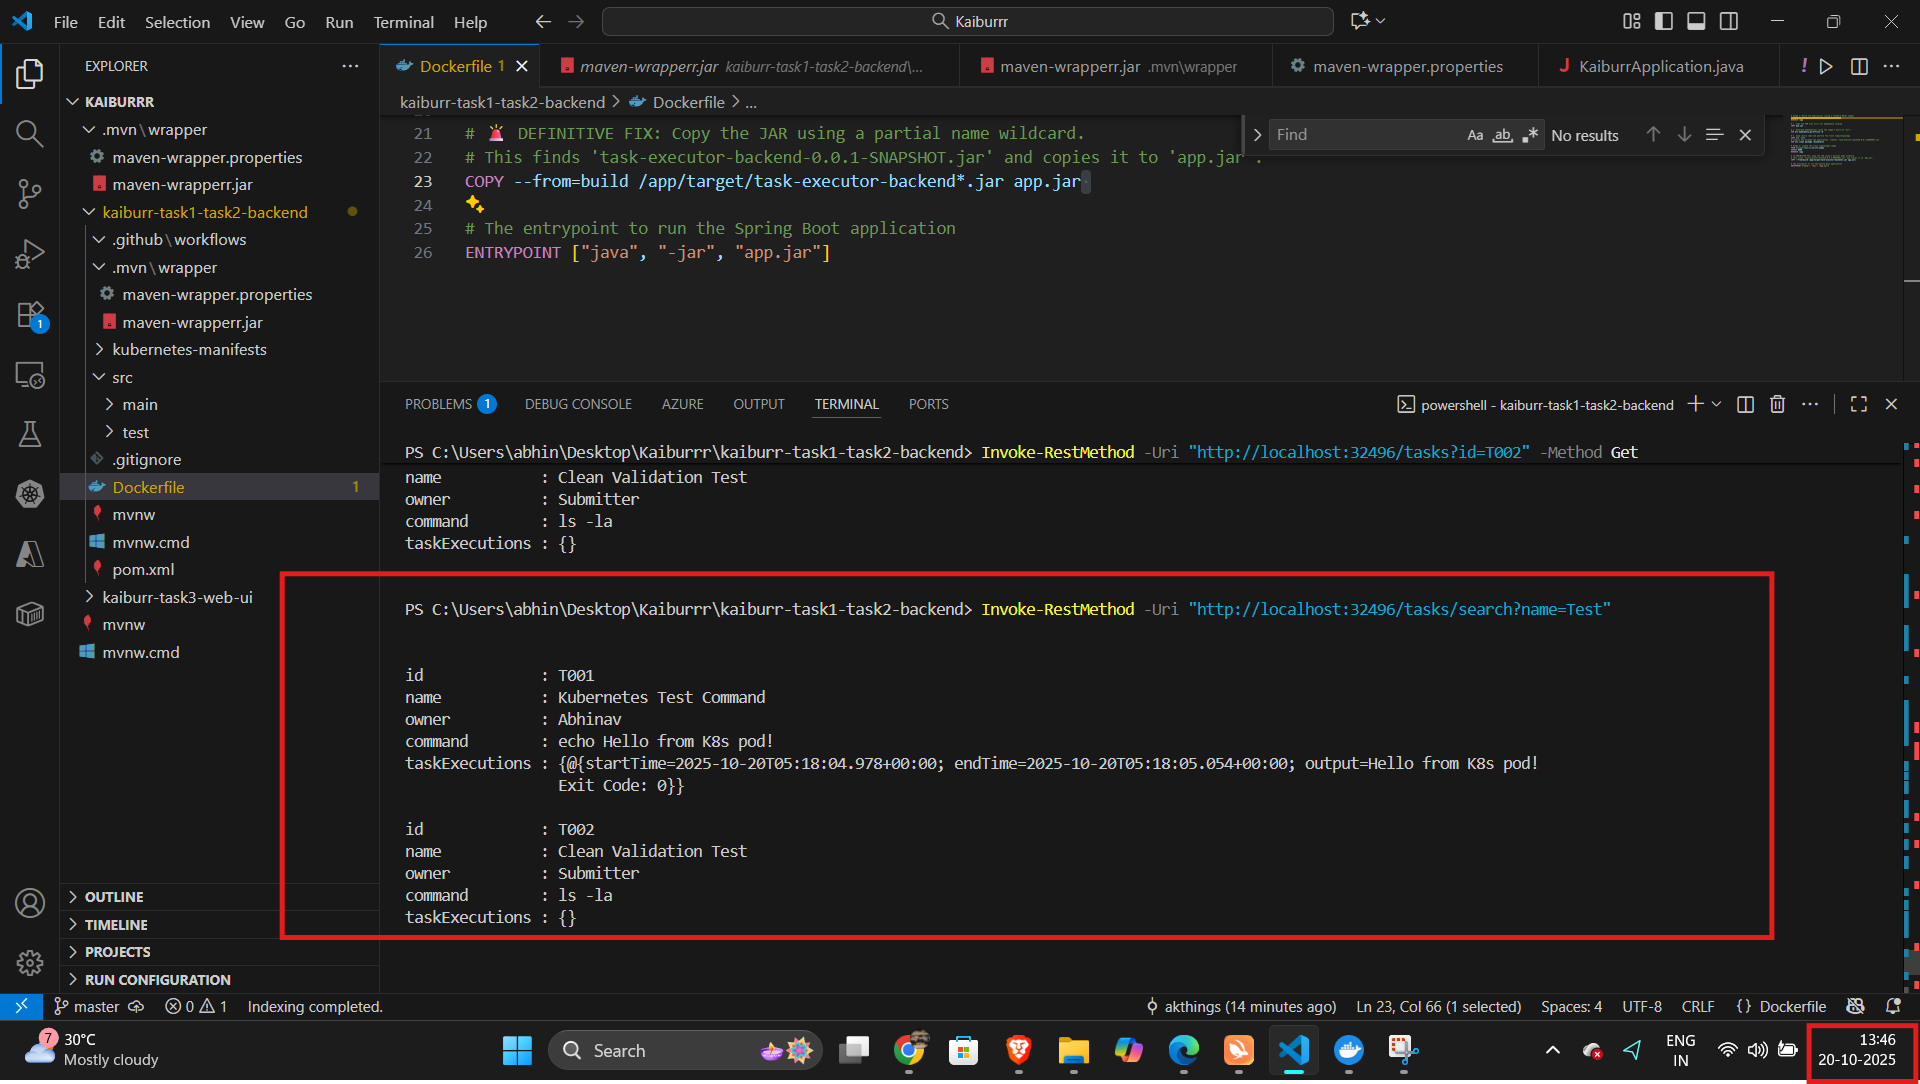 File Edit Selection View Go Run Terminal Help
Kaiburrr
EXPLORER
KAIBURRR
.mvn\wrapper
maven-wrapper.properties
maven-wrapperr.jar
kaiburr-task1-task2-backend
.github\workflows
.mvn\wrapper
maven-wrapper.properties
maven-wrapperr.jar
kubernetes-manifests
src
main
test
.gitignore
Dockerfile 1
mvnw
mvnw.cmd
pom.xml
kaiburr-task3-web-ui
mvnw
mvnw.cmd
OUTLINE
TIMELINE
PROJECTS
RUN CONFIGURATION
1
Dockerfile 1
maven-wrapperr.jar kaiburr-task1-task2-backend\...
maven-wrapperr.jar .mvn\wrapper
maven-wrapper.properties
KaiburrApplication.java
kaiburr-task1-task2-backend > Dockerfile > ...
Find
Aa ab
No results
21 # 🚨 DEFINITIVE FIX: Copy the JAR using a partial name wildcard.
22 # This finds 'task-executor-backend-0.0.1-SNAPSHOT.jar' and copies it to 'app.jar'.
23 COPY --from=build /app/target/task-executor-backend*.jar app.jar
24
25 # The entrypoint to run the Spring Boot application
26 ENTRYPOINT ["java", "-jar", "app.jar"]
PROBLEMS 1 DEBUG CONSOLE AZURE OUTPUT TERMINAL PORTS
powershell - kaiburr-task1-task2-backend
PS C:\Users\abhin\Desktop\Kaiburrr\kaiburr-task1-task2-backend> Invoke-RestMethod -Uri "http://localhost:32496/tasks?id=T002" -Method Get
name : Clean Validation Test
owner : Submitter
command : ls -la
taskExecutions : {}
PS C:\Users\abhin\Desktop\Kaiburrr\kaiburr-task1-task2-backend> Invoke-RestMethod -Uri "http://localhost:32496/tasks/search?name=Test"
id : T001
name : Kubernetes Test Command
owner : Abhinav
command : echo Hello from K8s pod!
taskExecutions : {@{startTime=2025-10-20T05:18:04.978+00:00; endTime=2025-10-20T05:18:05.054+00:00; output=Hello from K8s pod!
Exit Code: 0}}
id : T002
name : Clean Validation Test
owner : Submitter
command : ls -la
taskExecutions : {}
master 0 1 Indexing completed.
akthings (14 minutes ago) Ln 23, Col 66 (1 selected) Spaces: 4 UTF-8 CRLF {} Dockerfile
7
30°C
Mostly cloudy
Search
ENG
IN
13:46
20-10-2025